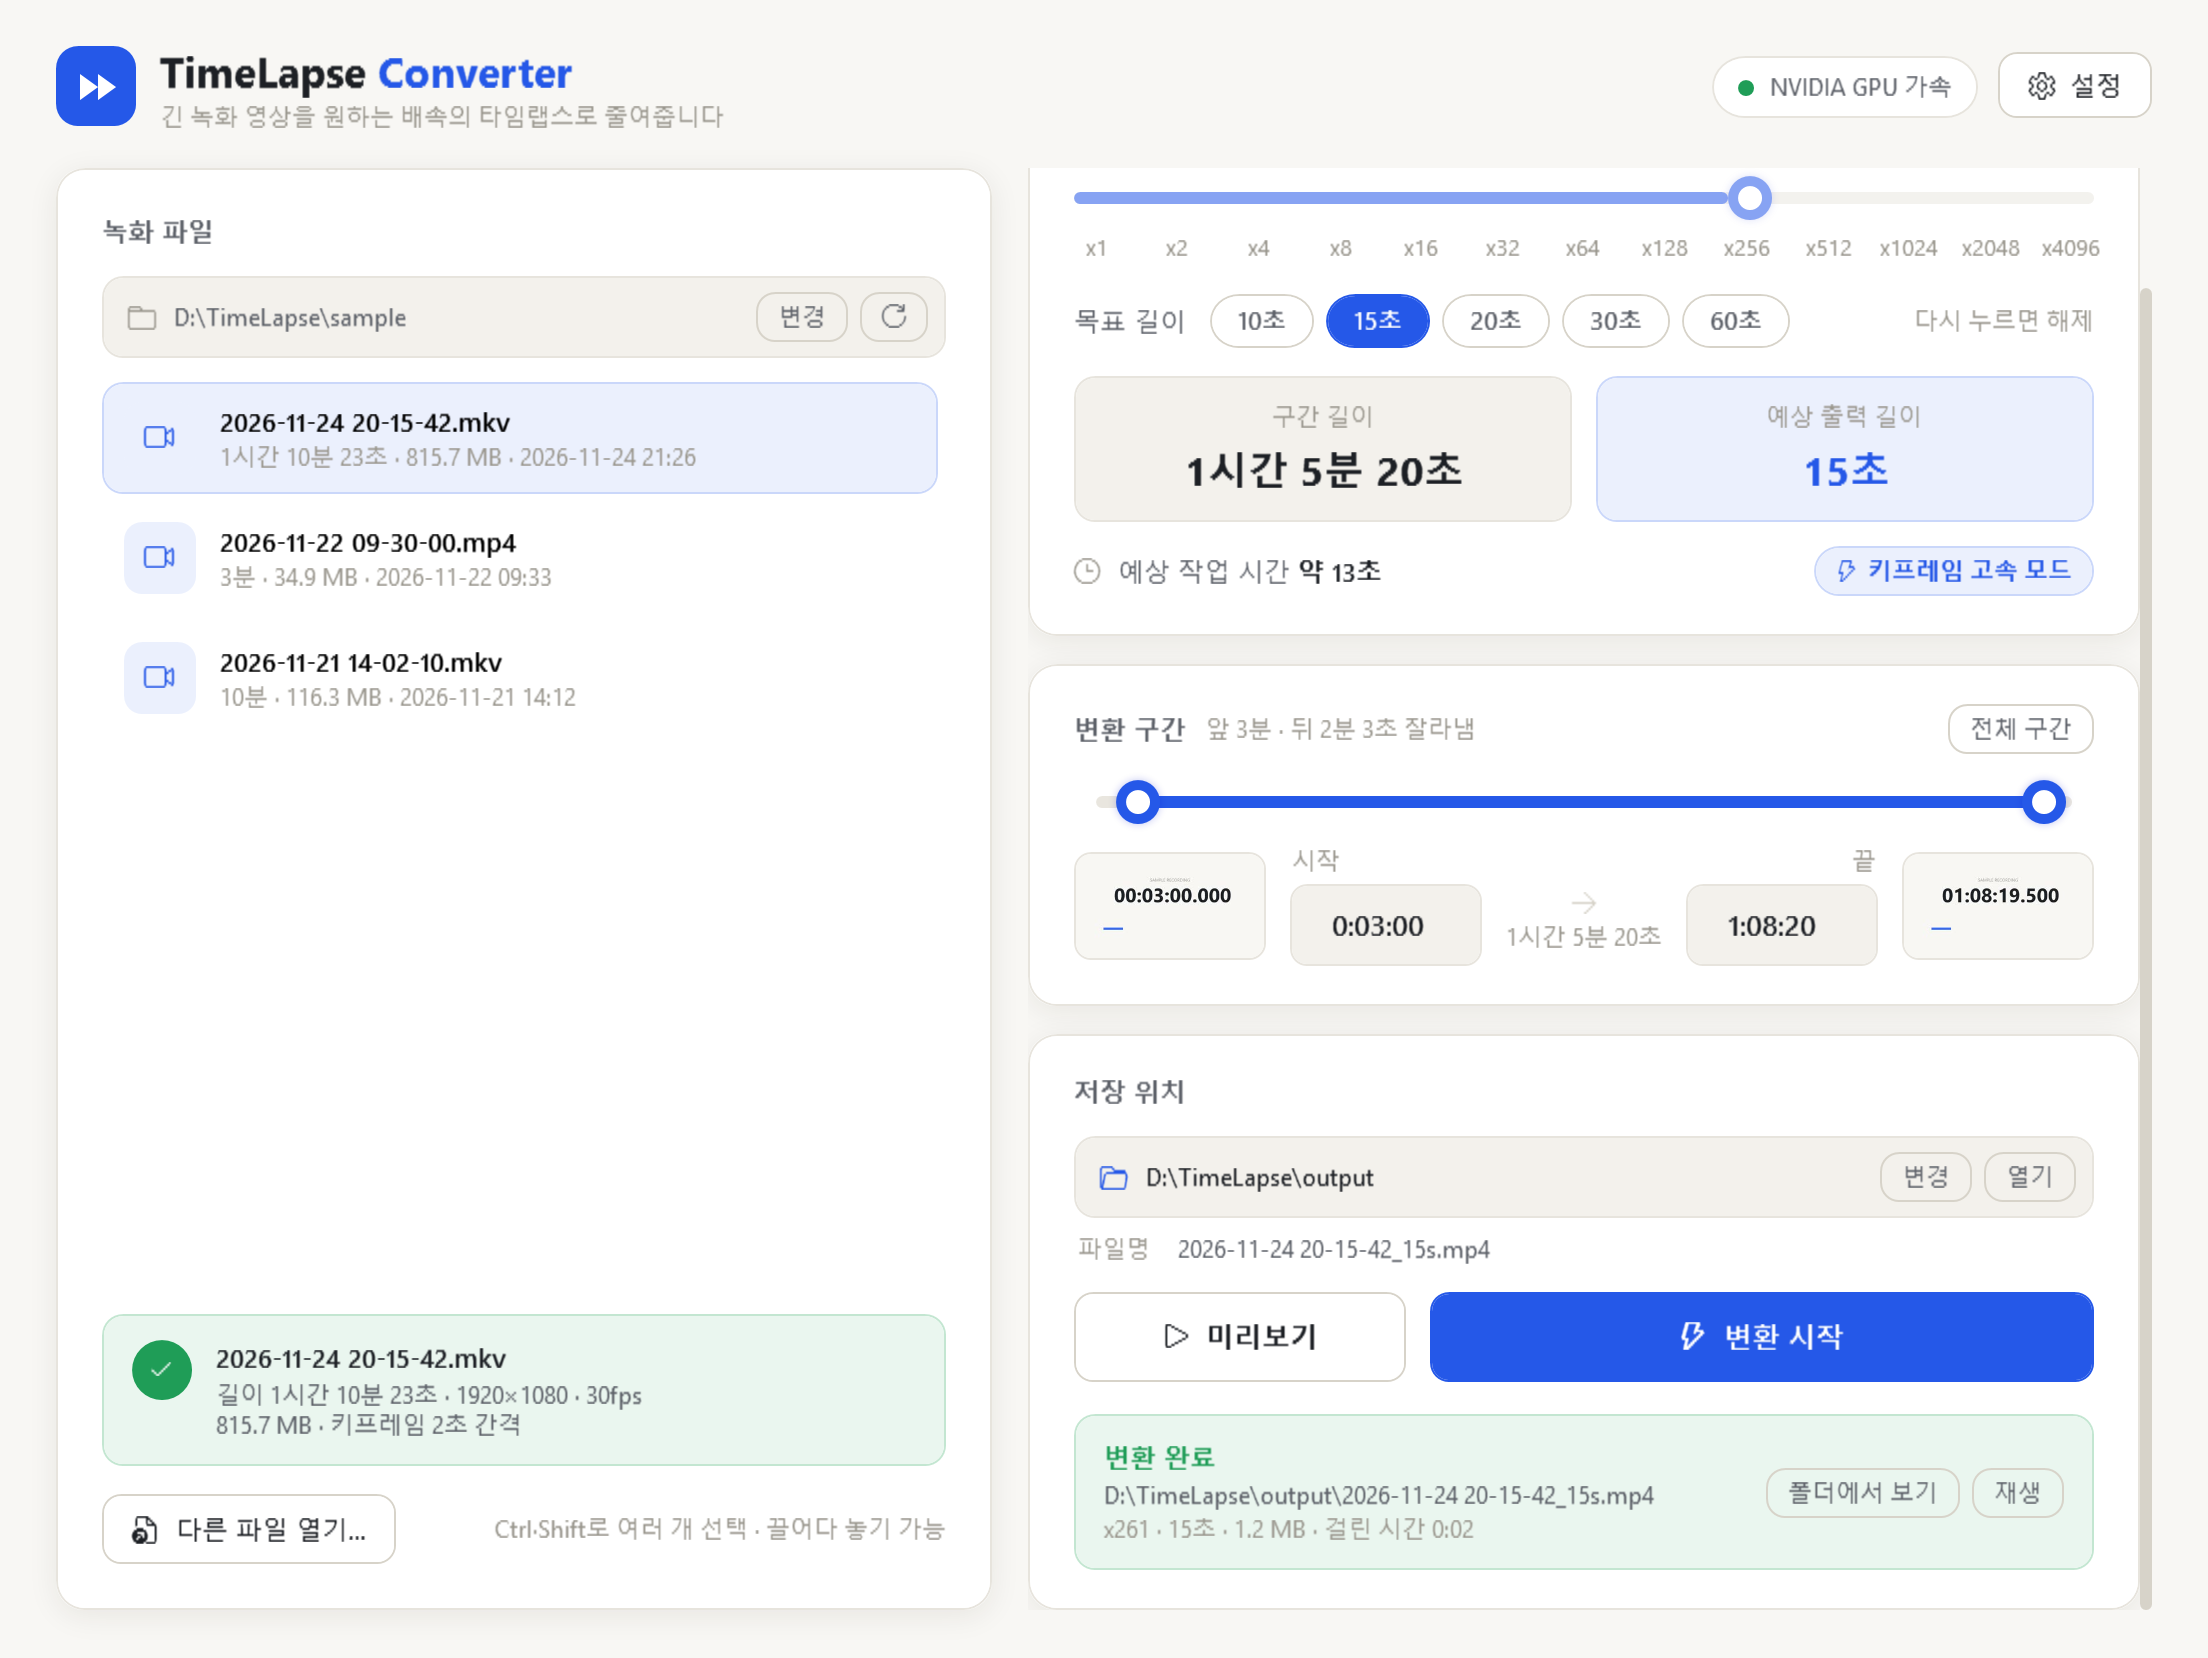 TimeLapse Converter
긴 녹화 영상을 원하는 배속의 타임랩스로 줄여줍니다
NVIDIA GPU 가속
설정
녹화 파일
D:\TimeLapse\sample
변경
2026-11-24 20-15-42.mkv
1시간 10분 23초 · 815.7 MB · 2026-11-24 21:26
2026-11-22 09-30-00.mp4
3분 · 34.9 MB · 2026-11-22 09:33
2026-11-21 14-02-10.mkv
10분 · 116.3 MB · 2026-11-21 14:12
2026-11-24 20-15-42.mkv
길이 1시간 10분 23초 · 1920×1080 · 30fps
815.7 MB · 키프레임 2초 간격
다른 파일 열기...
Ctrl·Shift로 여러 개 선택 · 끌어다 놓기 가능
x1 x2 x4 x8 x16 x32 x64 x128 x256 x512 x1024 x2048 x4096
목표 길이 10초 15초 20초 30초 60초 다시 누르면 해제
구간 길이
1시간 5분 20초
예상 출력 길이
15초
예상 작업 시간 약 13초
키프레임 고속 모드
변환 구간 앞 3분 · 뒤 2분 3초 잘라냄
전체 구간
SAMPLE RECORDING
00:03:00.000
시작
0:03:00
1시간 5분 20초
끝
1:08:20
SAMPLE RECORDING
01:08:19.500
저장 위치
D:\TimeLapse\output
변경
열기
파일명 2026-11-24 20-15-42_15s.mp4
미리보기
변환 시작
변환 완료
D:\TimeLapse\output\2026-11-24 20-15-42_15s.mp4
x261 · 15초 · 1.2 MB · 걸린 시간 0:02
폴더에서 보기
재생